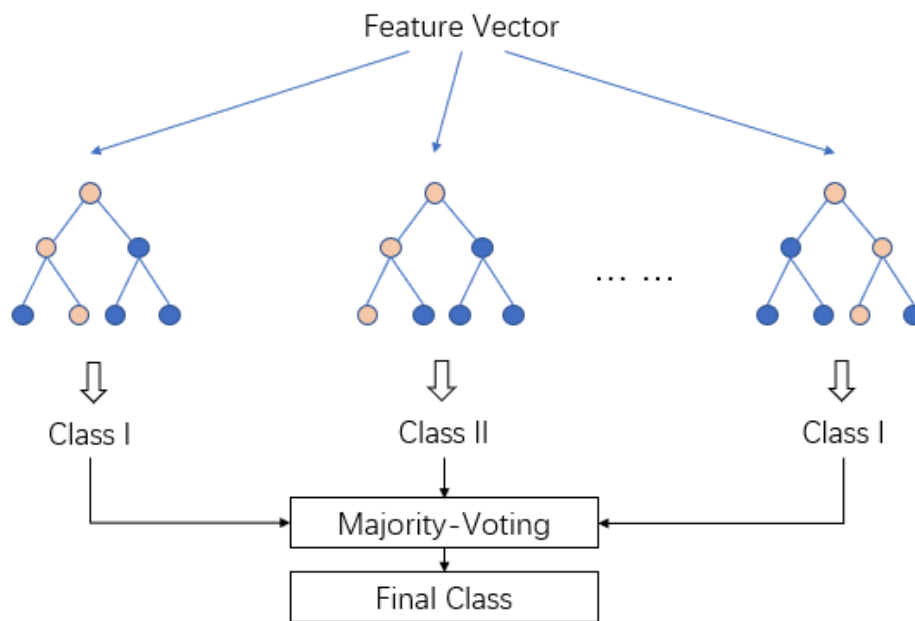 Feature Vector
... ...
Class I
Class II
Class I
Majority-Voting
Final Class